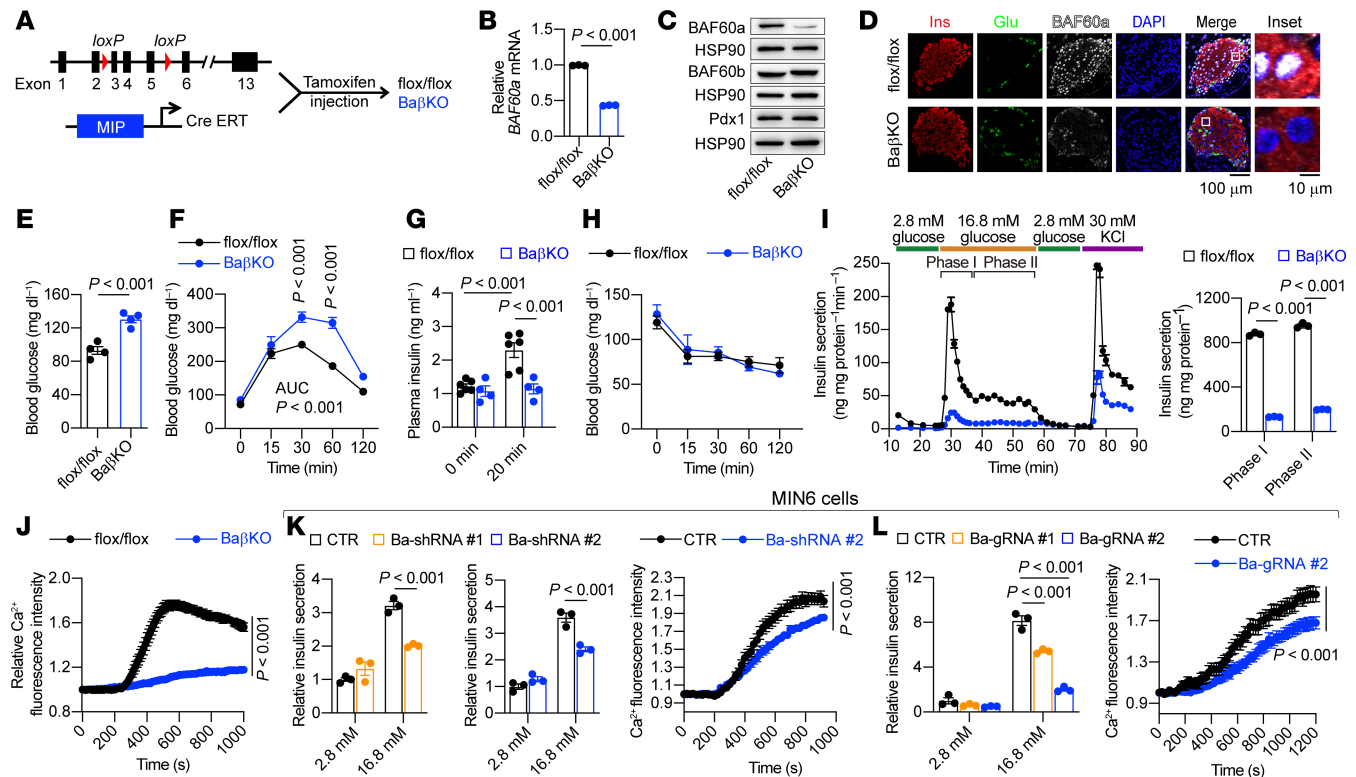 A
loxP
loxP
Exon 1 2 3 4 5 6 13
MIP
Cre ERT
Tamoxifen
injection
flox/flox
BaβKO
B
P < 0.001
Relative
BAF60a mRNA
1.5
1.0
0.5
0.0
flox/flox
BaβKO
C
BAF60a
HSP90
BAF60b
HSP90
Pdx1
HSP90
flox/flox
BaβKO
D
Ins Glu BAF60a DAPI Merge Inset
flox/flox
BaβKO
100 μm
10 μm
E
P < 0.001
Blood glucose (mg dl⁻¹)
160
120
80
40
0
flox/flox
BaβKO
F
flox/flox
BaβKO
P < 0.001
P < 0.001
Blood glucose (mg dl⁻¹)
400
300
200
100
0
AUC
P < 0.001
0 15 30 60 120
Time (min)
G
flox/flox BaβKO
P < 0.001
P < 0.001
Plasma insulin (ng ml⁻¹)
4
3
2
1
0
0 min
20 min
H
flox/flox BaβKO
Blood glucose (mg dl⁻¹)
150
100
50
0
0 15 30 60 120
Time (min)
I
2.8 mM
glucose
16.8 mM
glucose
2.8 mM
glucose
30 mM
KCl
Phase I Phase II
Insulin secretion
(ng mg protein⁻¹min⁻¹)
250
200
150
100
50
0
10 20 30 40 50 60 70 80 90
Time (min)
flox/flox BaβKO
P < 0.001
P < 0.001
Insulin secretion
(ng mg protein⁻¹)
1200
800
400
0
Phase I
Phase II
MIN6 cells
J
flox/flox BaβKO
Relative Ca²⁺
fluorescence intensity
2.0
1.6
1.2
0.8
P < 0.001
0 200 400 600 800 1000
Time (s)
K
CTR Ba-shRNA #1 Ba-shRNA #2
P < 0.001
Relative insulin secretion
4
3
2
1
0
2.8 mM
16.8 mM
P < 0.001
Relative insulin secretion
5
4
3
2
1
0
2.8 mM
16.8 mM
CTR Ba-shRNA #2
Ca²⁺ fluorescence intensity
2.3
2.1
1.9
1.7
1.5
1.3
1.1
0.9
P < 0.001
0 200 400 600 800 1000
Time (s)
L
CTR Ba-gRNA #1 Ba-gRNA #2
P < 0.001
P < 0.001
Relative insulin secretion
12
8
4
0
2.8 mM
16.8 mM
CTR
Ba-gRNA #2
Ca²⁺ fluorescence intensity
2.1
1.7
1.3
0.9
P < 0.001
0 200 400 600 800 1000 1200
Time (s)